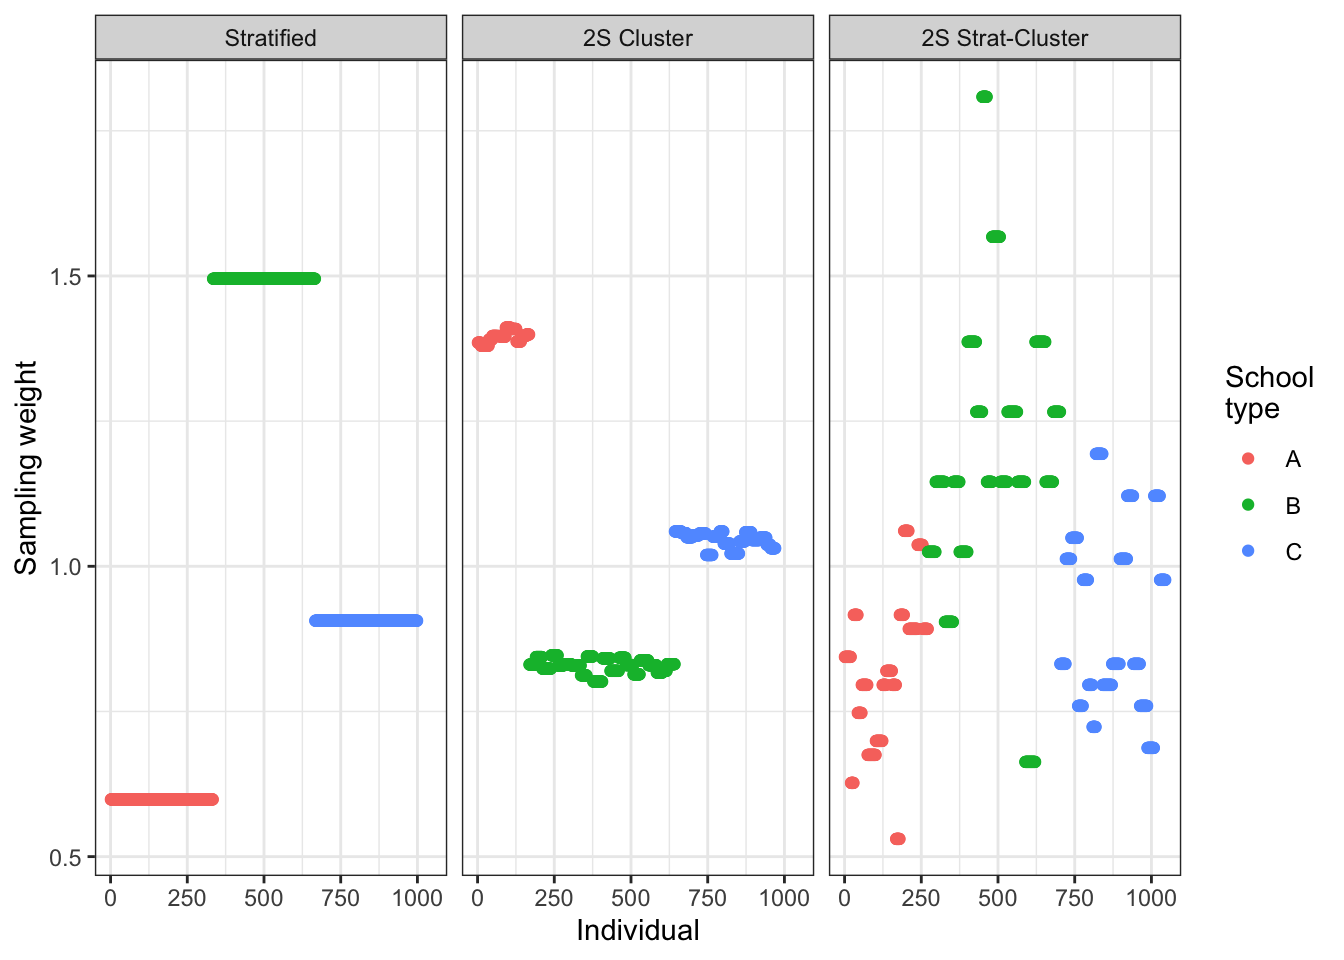 Stratified
2S Cluster
2S Strat-Cluster
Sampling weight
1.5
1.0
0.5
0 250 500 750 1000
0 250 500 750 1000
0 250 500 750 1000
Individual
School
type
A
B
C